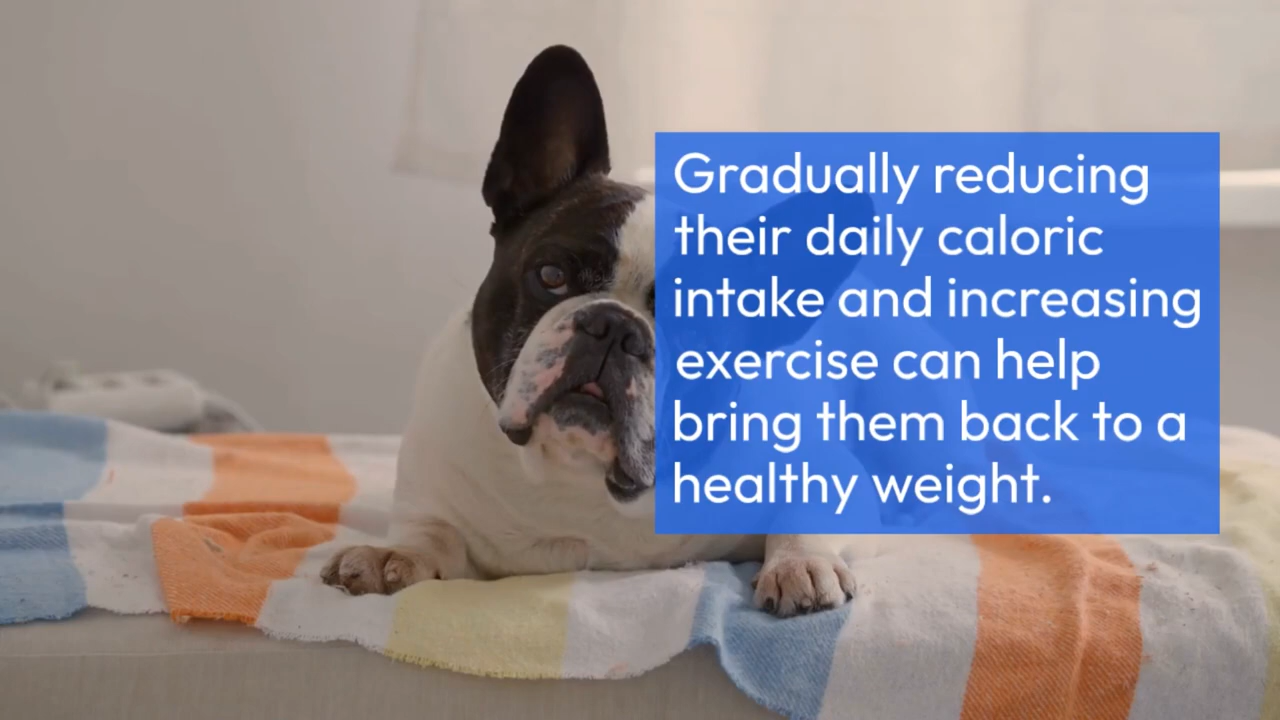 Gradually reducing
their daily caloric
intake and increasing
exercise can help
bring them back to a
healthy weight.